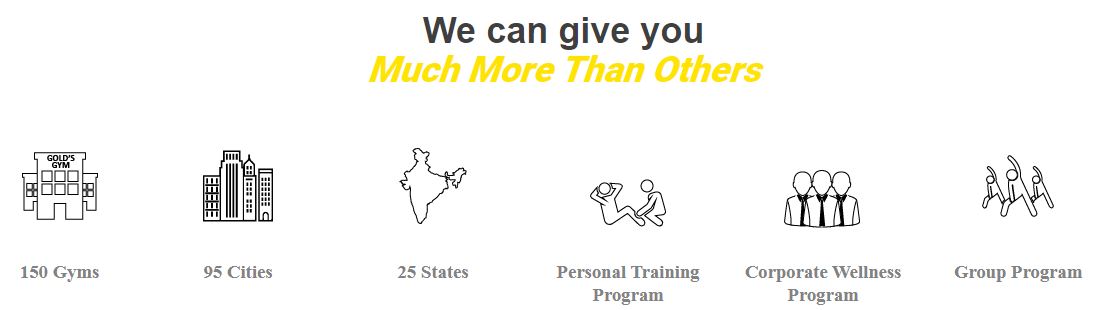 We can give you
Much More Than Others
GOLD'S
GYM
150 Gyms
95 Cities
25 States
Personal Training
Program
Corporate Wellness
Program
Group Program